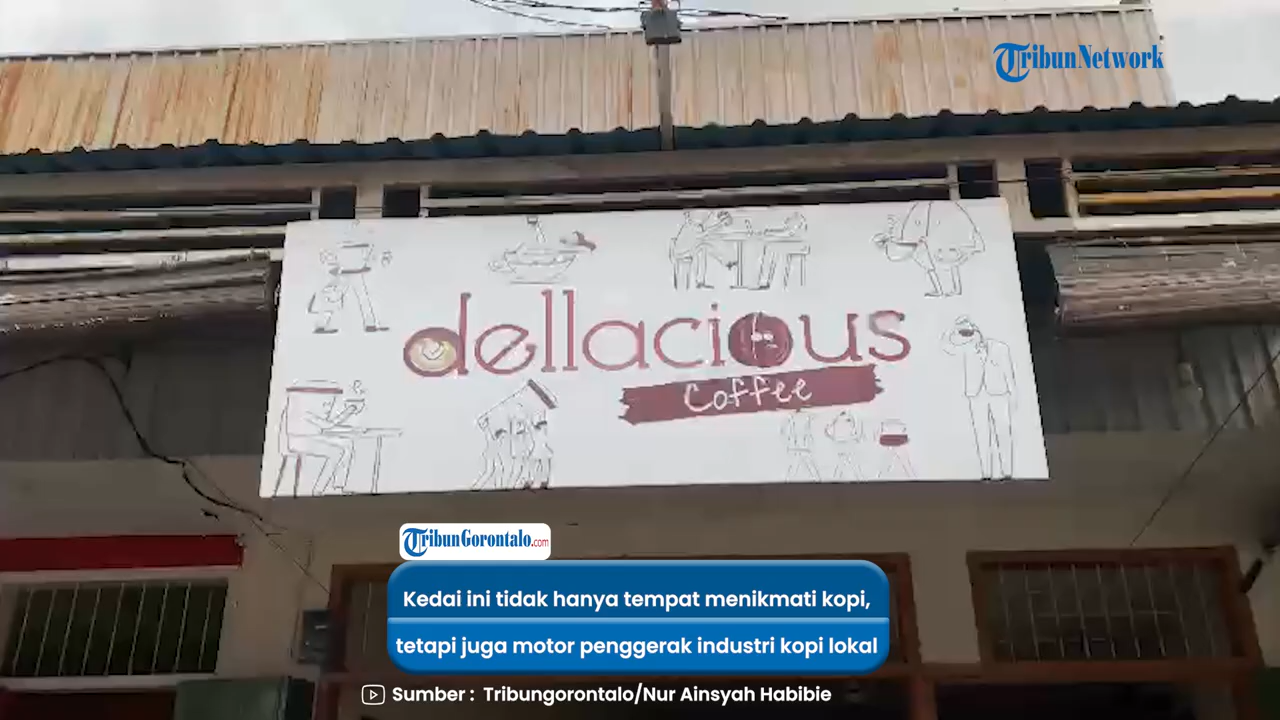 TribunNetwork
dellacious
Coffee
TribunGorontalo.com
Kedai ini tidak hanya tempat menikmati kopi,
tetapi juga motor penggerak industri kopi lokal
Sumber : Tribungorontalo/Nur Ainsyah Habibie